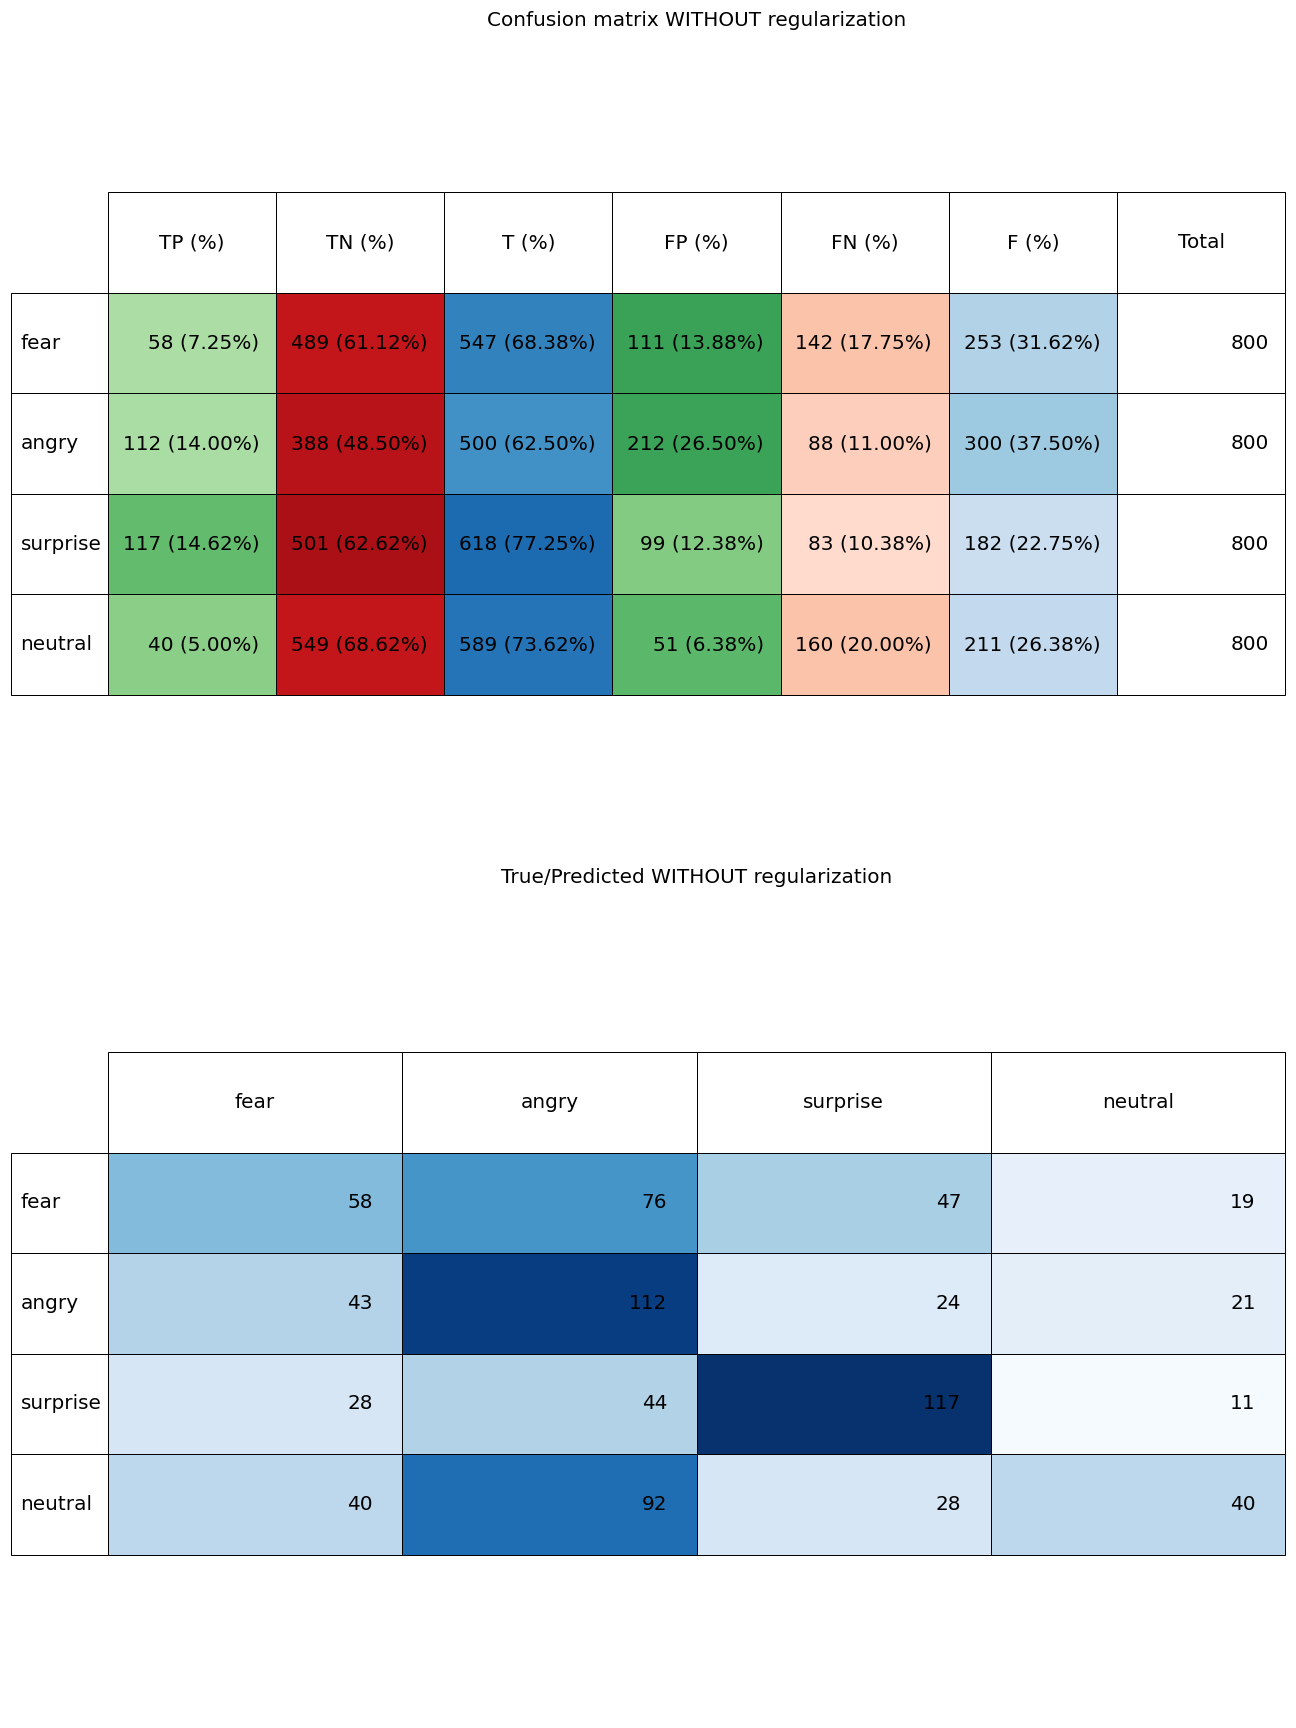 Confusion matrix WITHOUT regularization
TP (%) TN (%) T (%) FP (%) FN (%) F (%) Total
fear 58 (7.25%) 489 (61.12%) 547 (68.38%) 111 (13.88%) 142 (17.75%) 253 (31.62%) 800
angry 112 (14.00%) 388 (48.50%) 500 (62.50%) 212 (26.50%) 88 (11.00%) 300 (37.50%) 800
surprise 117 (14.62%) 501 (62.62%) 618 (77.25%) 99 (12.38%) 83 (10.38%) 182 (22.75%) 800
neutral 40 (5.00%) 549 (68.62%) 589 (73.62%) 51 (6.38%) 160 (20.00%) 211 (26.38%) 800
True/Predicted WITHOUT regularization
fear angry surprise neutral
fear 58 76 47 19
angry 43 112 24 21
surprise 28 44 117 11
neutral 40 92 28 40